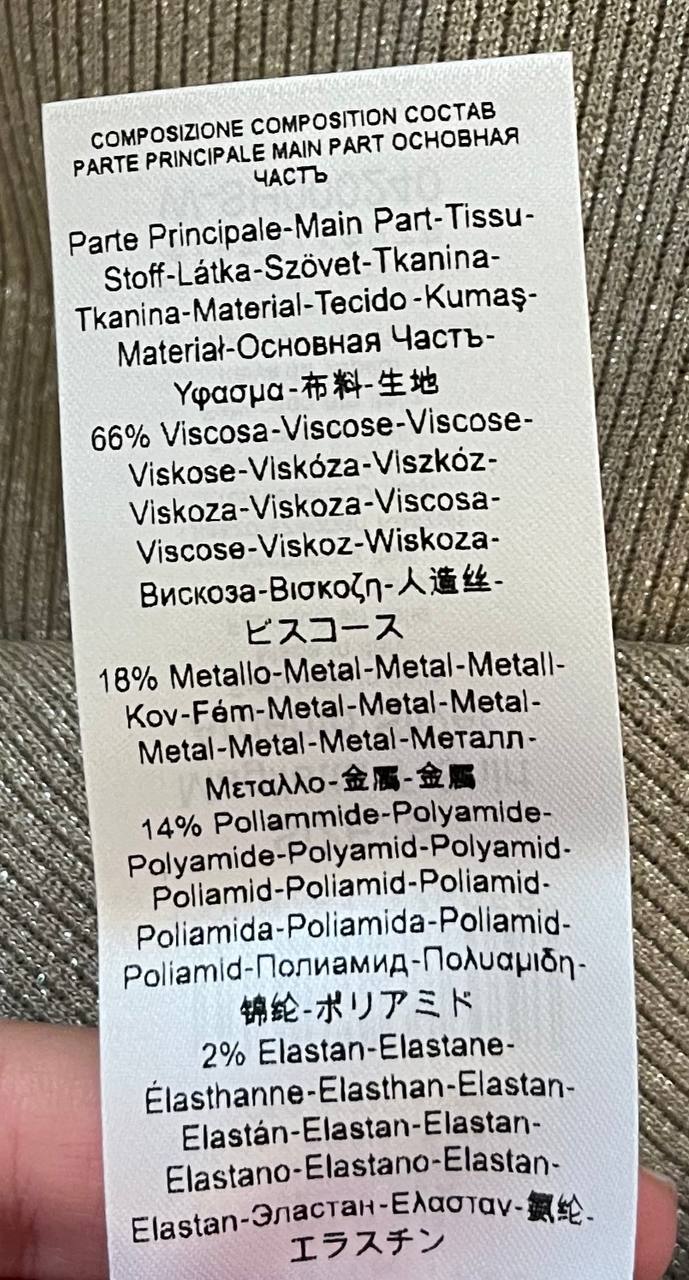 COMPOSIZIONE COMPOSITION СОСТАВ
PARTE PRINCIPALE MAIN PART ОСНОВНАЯ
ЧАСТЪ
Parte Principale-Main Part-Tissu-
Stoff-Látka-Szövet-Tkanina-
Tkanina-Material-Tecido-Kumaş-
Materiał-Основная Частъ-
Υφασμα-布料-生地
66% Viscosa-Viscose-Viscose-
Viskose-Viskóza-Viszkóz-
Viskoza-Viskoza-Viscosa-
Viscose-Viskoz-Wiskoza-
Вискоза-Βισκοζη-人造丝-
ビスコース
18% Metallo-Metal-Metal-Metall-
Kov-Fém-Metal-Metal-Metal-
Metal-Metal-Metal-Металл-
Μεταλλο-金属-金属
14% Poliammide-Polyamide-
Polyamide-Polyamid-Polyamid-
Poliamid-Poliamid-Poliamid-
Poliamida-Poliamida-Poliamid-
Poliamid-Полиамид-Πολυαμιδη-
锦纶-ポリアミド
2% Elastan-Elastane-
Élasthanne-Elasthan-Elastan-
Elastán-Elastan-Elastan-
Elastano-Elastano-Elastan-
Elastan-Эластан-Ελασταν-氨纶-
エラスチン